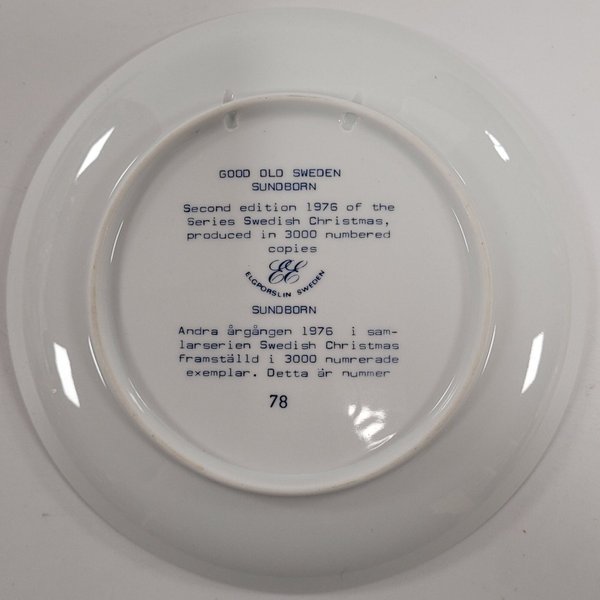 GOOD OLD SWEDEN
SUNDBORN
Second edition 1976 of the
Series Swedish Christmas,
produced in 3000 numbered
copies
EE
ELGPORSLIN SWEDEN
SUNDBORN
Andra årgången 1976 i sam-
larserien Swedish Christmas
framställd i 3000 numrerade
exemplar. Detta är nummer
78